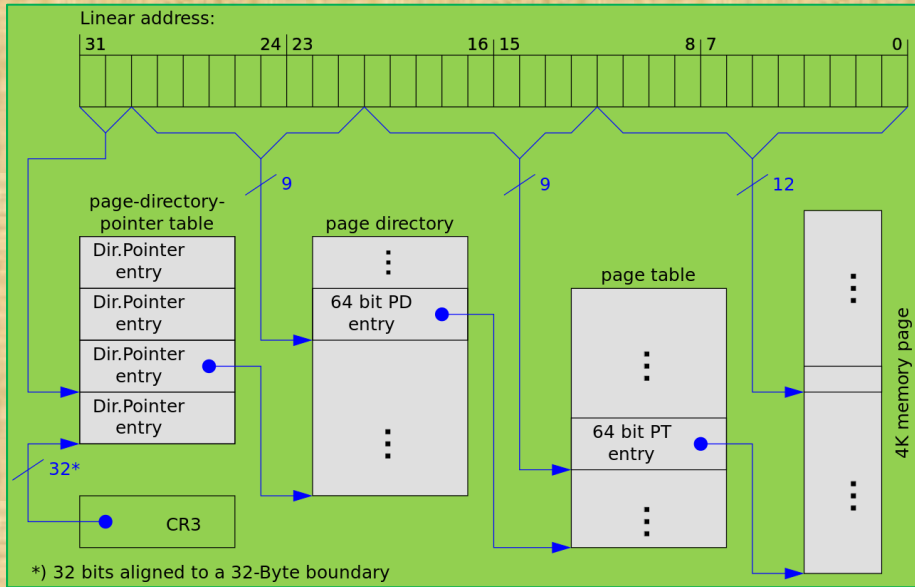 Linear address:
31 24 23 16 15 8 7 0
9 9 12
page-directory-
pointer table
page directory
page table
Dir.Pointer
entry
Dir.Pointer
entry
Dir.Pointer
entry
Dir.Pointer
entry
64 bit PD
entry
64 bit PT
entry
4K memory page
32*
CR3
*) 32 bits aligned to a 32-Byte boundary